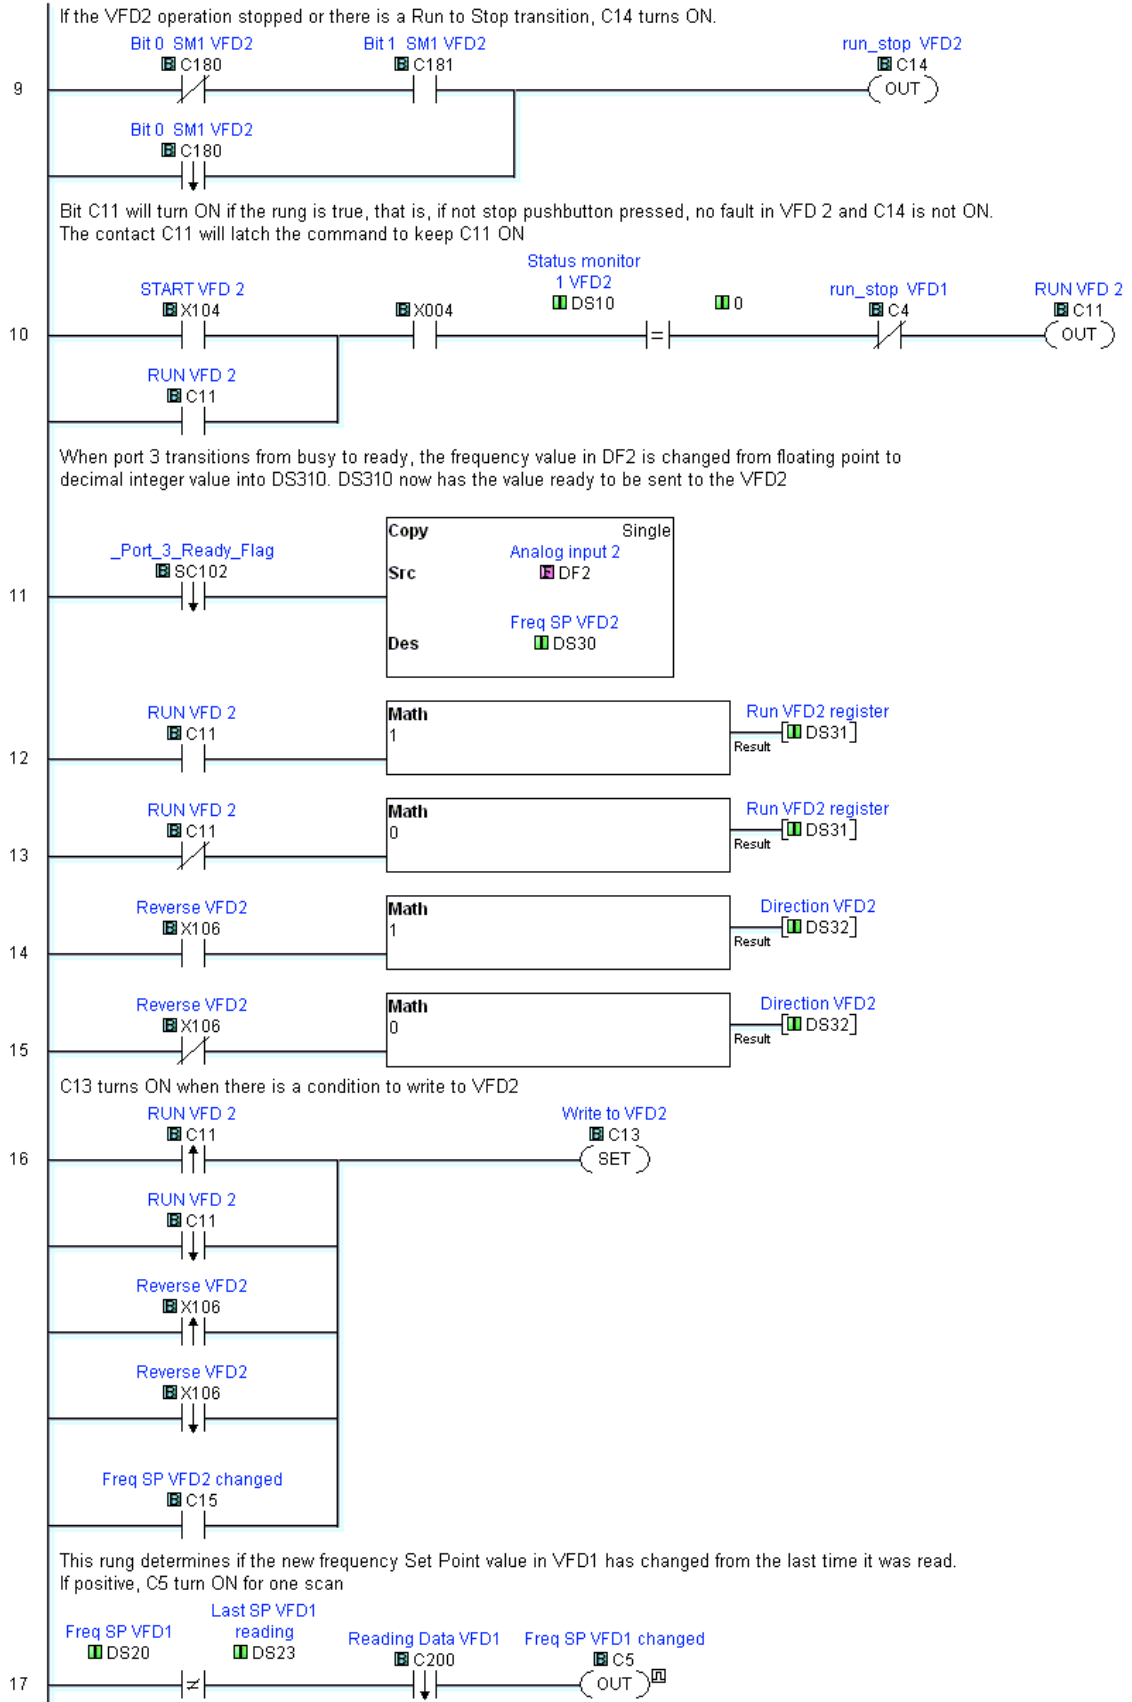 If the VFD2 operation stopped or there is a Run to Stop transition, C14 turns ON.
Bit 0 SM1 VFD2 Bit 1 SM1 VFD2 run_stop VFD2
B C180 B C181 B C14
9 OUT
Bit 0 SM1 VFD2
B C180
Bit C11 will turn ON if the rung is true, that is, if not stop pushbutton pressed, no fault in VFD 2 and C14 is not ON.
The contact C11 will latch the command to keep C11 ON
Status monitor
START VFD 2 1 VFD2 run_stop VFD1 RUN VFD 2
B X104 B X004 I DS10 I 0 B C4 B C11
10 = OUT
RUN VFD 2
B C11
When port 3 transitions from busy to ready, the frequency value in DF2 is changed from floating point to
decimal integer value into DS310. DS310 now has the value ready to be sent to the VFD2
Copy Single
_Port_3_Ready_Flag Analog input 2
B SC102 Src F DF2
11
Freq SP VFD2
Des I DS30
RUN VFD 2 Math Run VFD2 register
B C11 1 I DS31
12 Result
RUN VFD 2 Math Run VFD2 register
B C11 0 I DS31
13 Result
Reverse VFD2 Math Direction VFD2
B X106 1 I DS32
14 Result
Reverse VFD2 Math Direction VFD2
B X106 0 I DS32
15 Result
C13 turns ON when there is a condition to write to VFD2
RUN VFD 2 Write to VFD2
B C11 B C13
16 SET
RUN VFD 2
B C11
Reverse VFD2
B X106
Reverse VFD2
B X106
Freq SP VFD2 changed
B C15
This rung determines if the new frequency Set Point value in VFD1 has changed from the last time it was read.
If positive, C5 turn ON for one scan
Last SP VFD1
Freq SP VFD1 reading Reading Data VFD1 Freq SP VFD1 changed
I DS20 I DS23 B C200 B C5
17 ≠ OUT